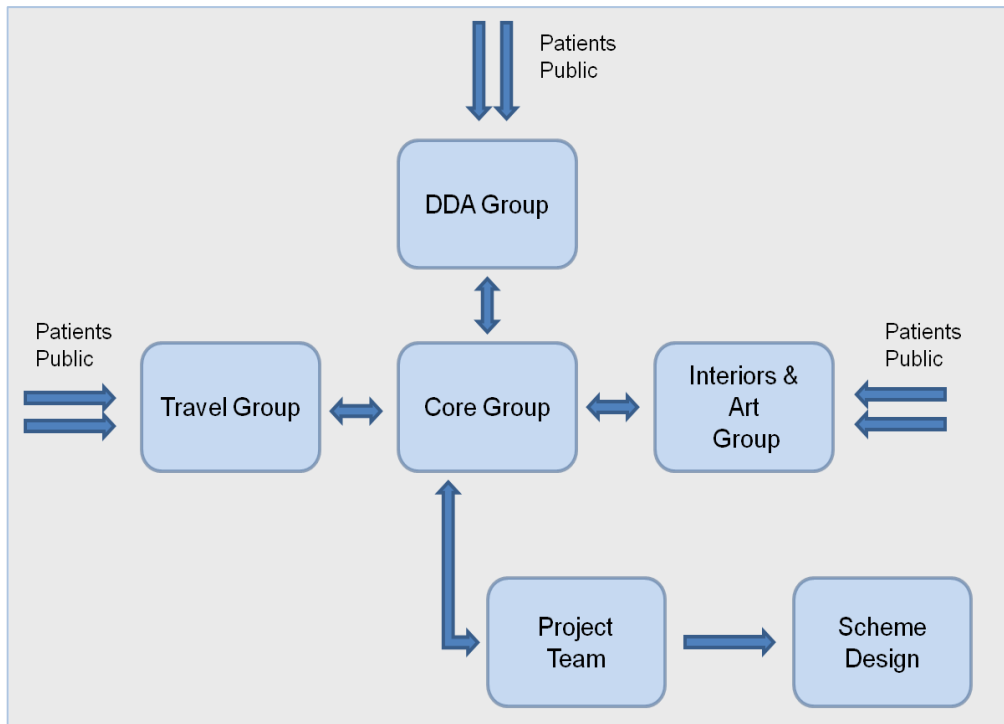 Patients
Public
DDA Group
Patients
Public
Travel Group
Core Group
Interiors &
Art
Group
Patients
Public
Project
Team
Scheme
Design